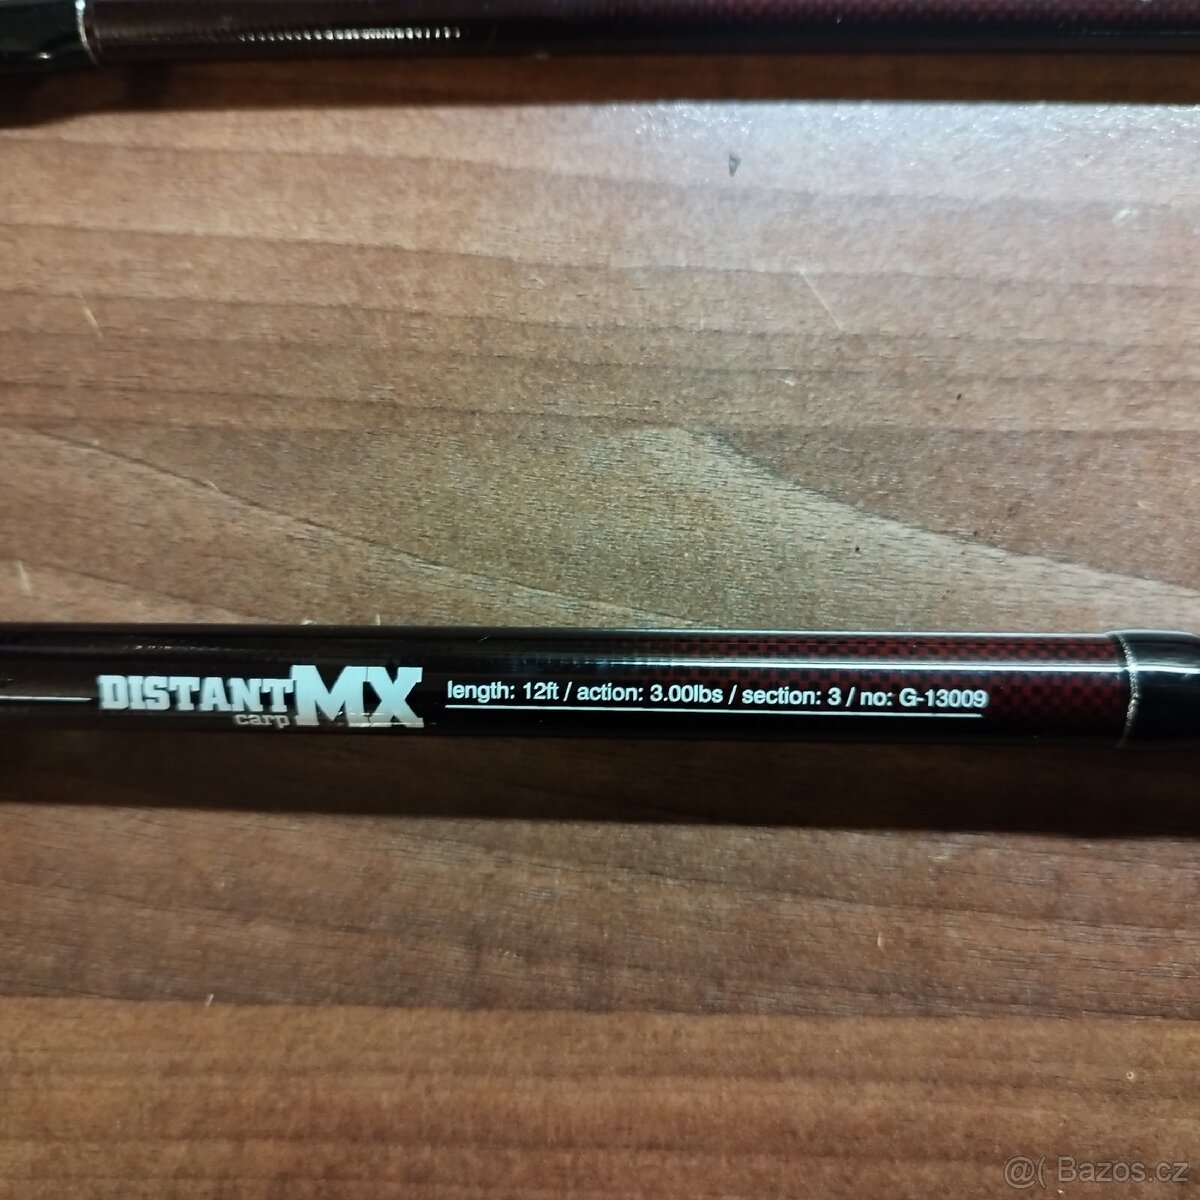 DISTANT MX
carp
length: 12ft / action: 3.00lbs / section: 3 / no: G-13009
@( Bazos.cz